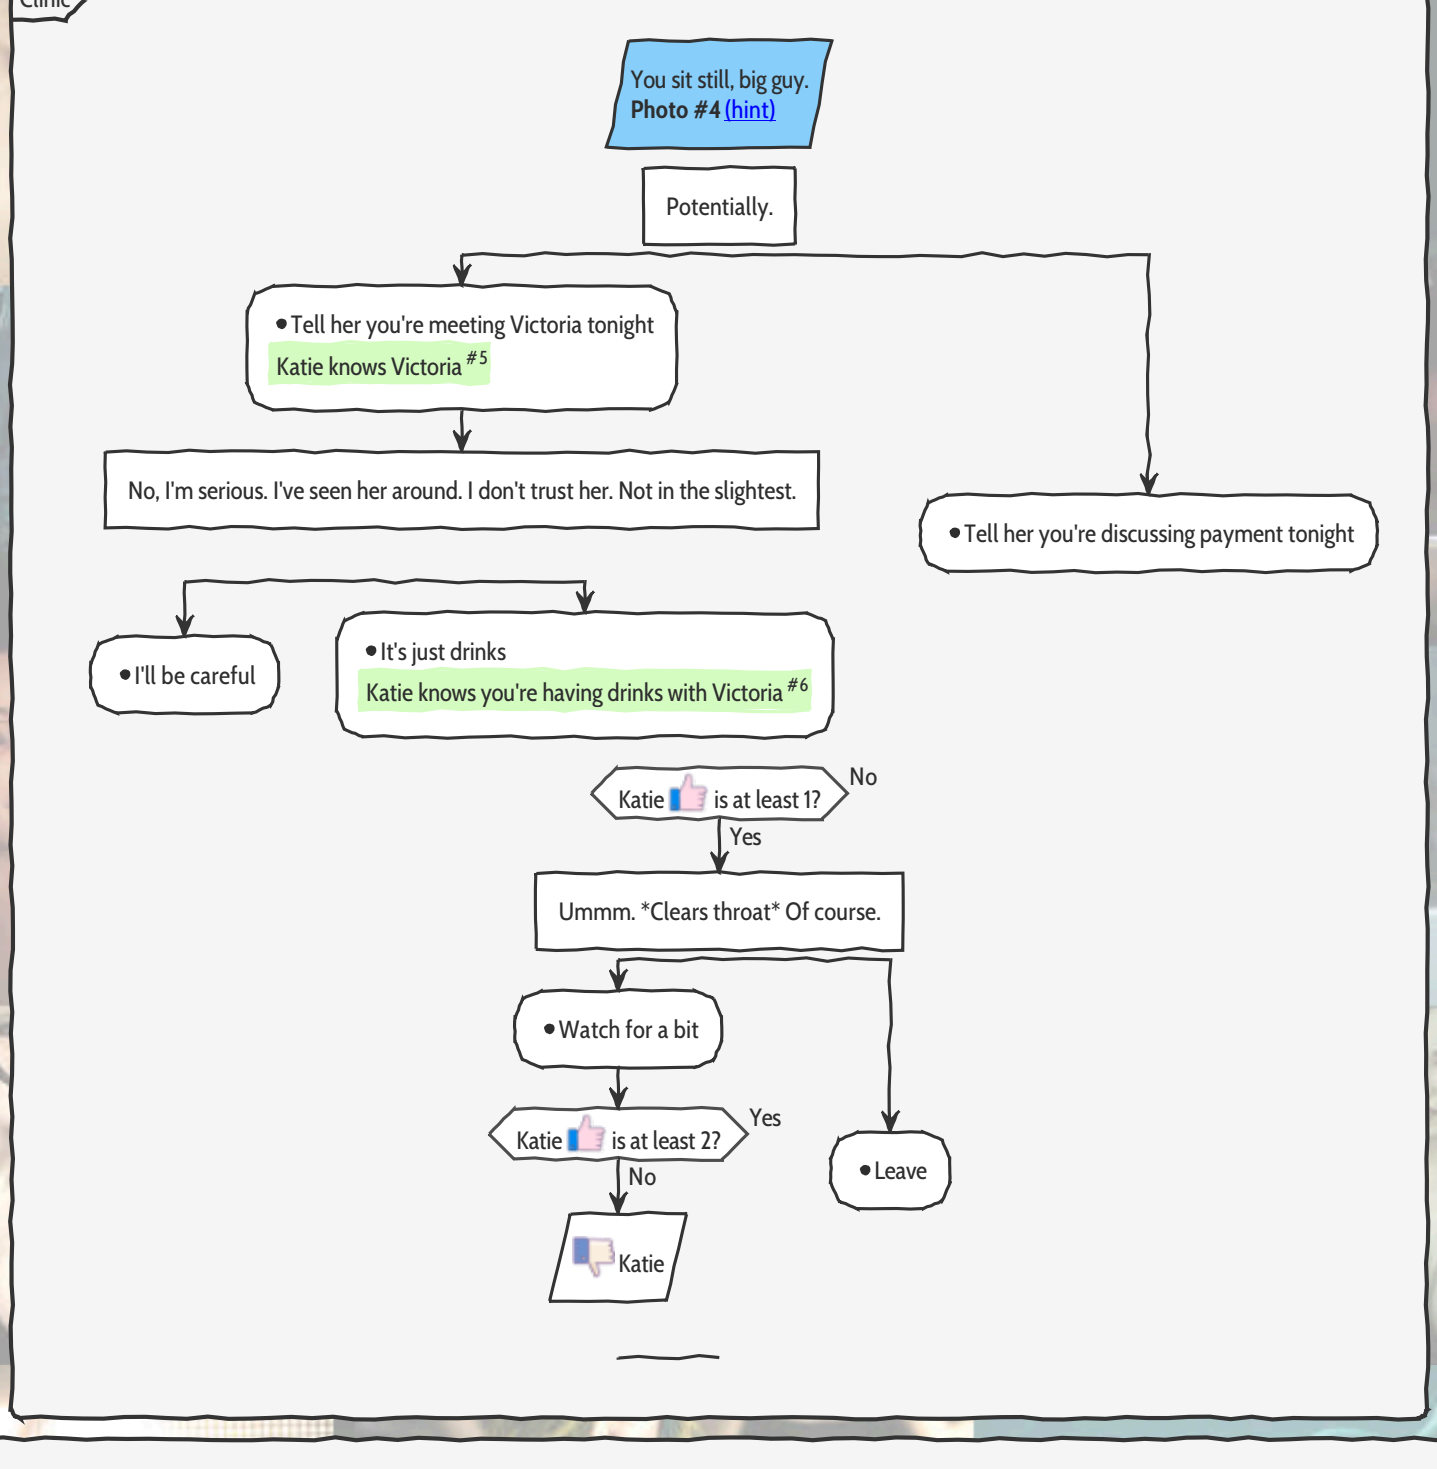 Clinic
You sit still, big guy.
Photo #4 (hint)
Potentially.
•Tell her you're meeting Victoria tonight
Katie knows Victoria #5
No, I'm serious. I've seen her around. I don't trust her. Not in the slightest.
•Tell her you're discussing payment tonight
•I'll be careful
•It's just drinks
Katie knows you're having drinks with Victoria #6
Katie is at least 1?
No
Yes
Ummm. *Clears throat* Of course.
•Watch for a bit
Katie is at least 2?
Yes
No
•Leave
Katie